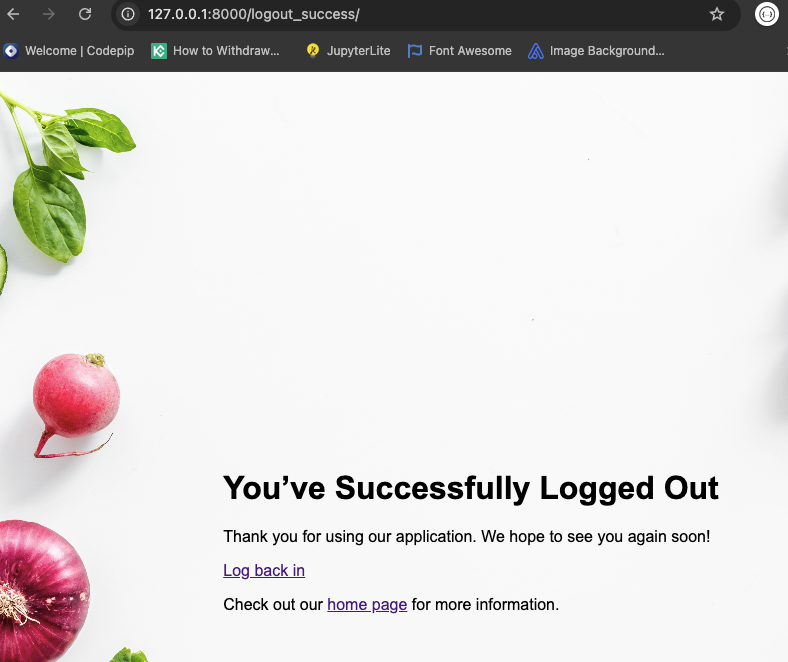 127.0.0.1:8000/logout_success/
Welcome | Codepip How to Withdraw... JupyterLite Font Awesome Image Background...
You’ve Successfully Logged Out
Thank you for using our application. We hope to see you again soon!
Log back in
Check out our home page for more information.